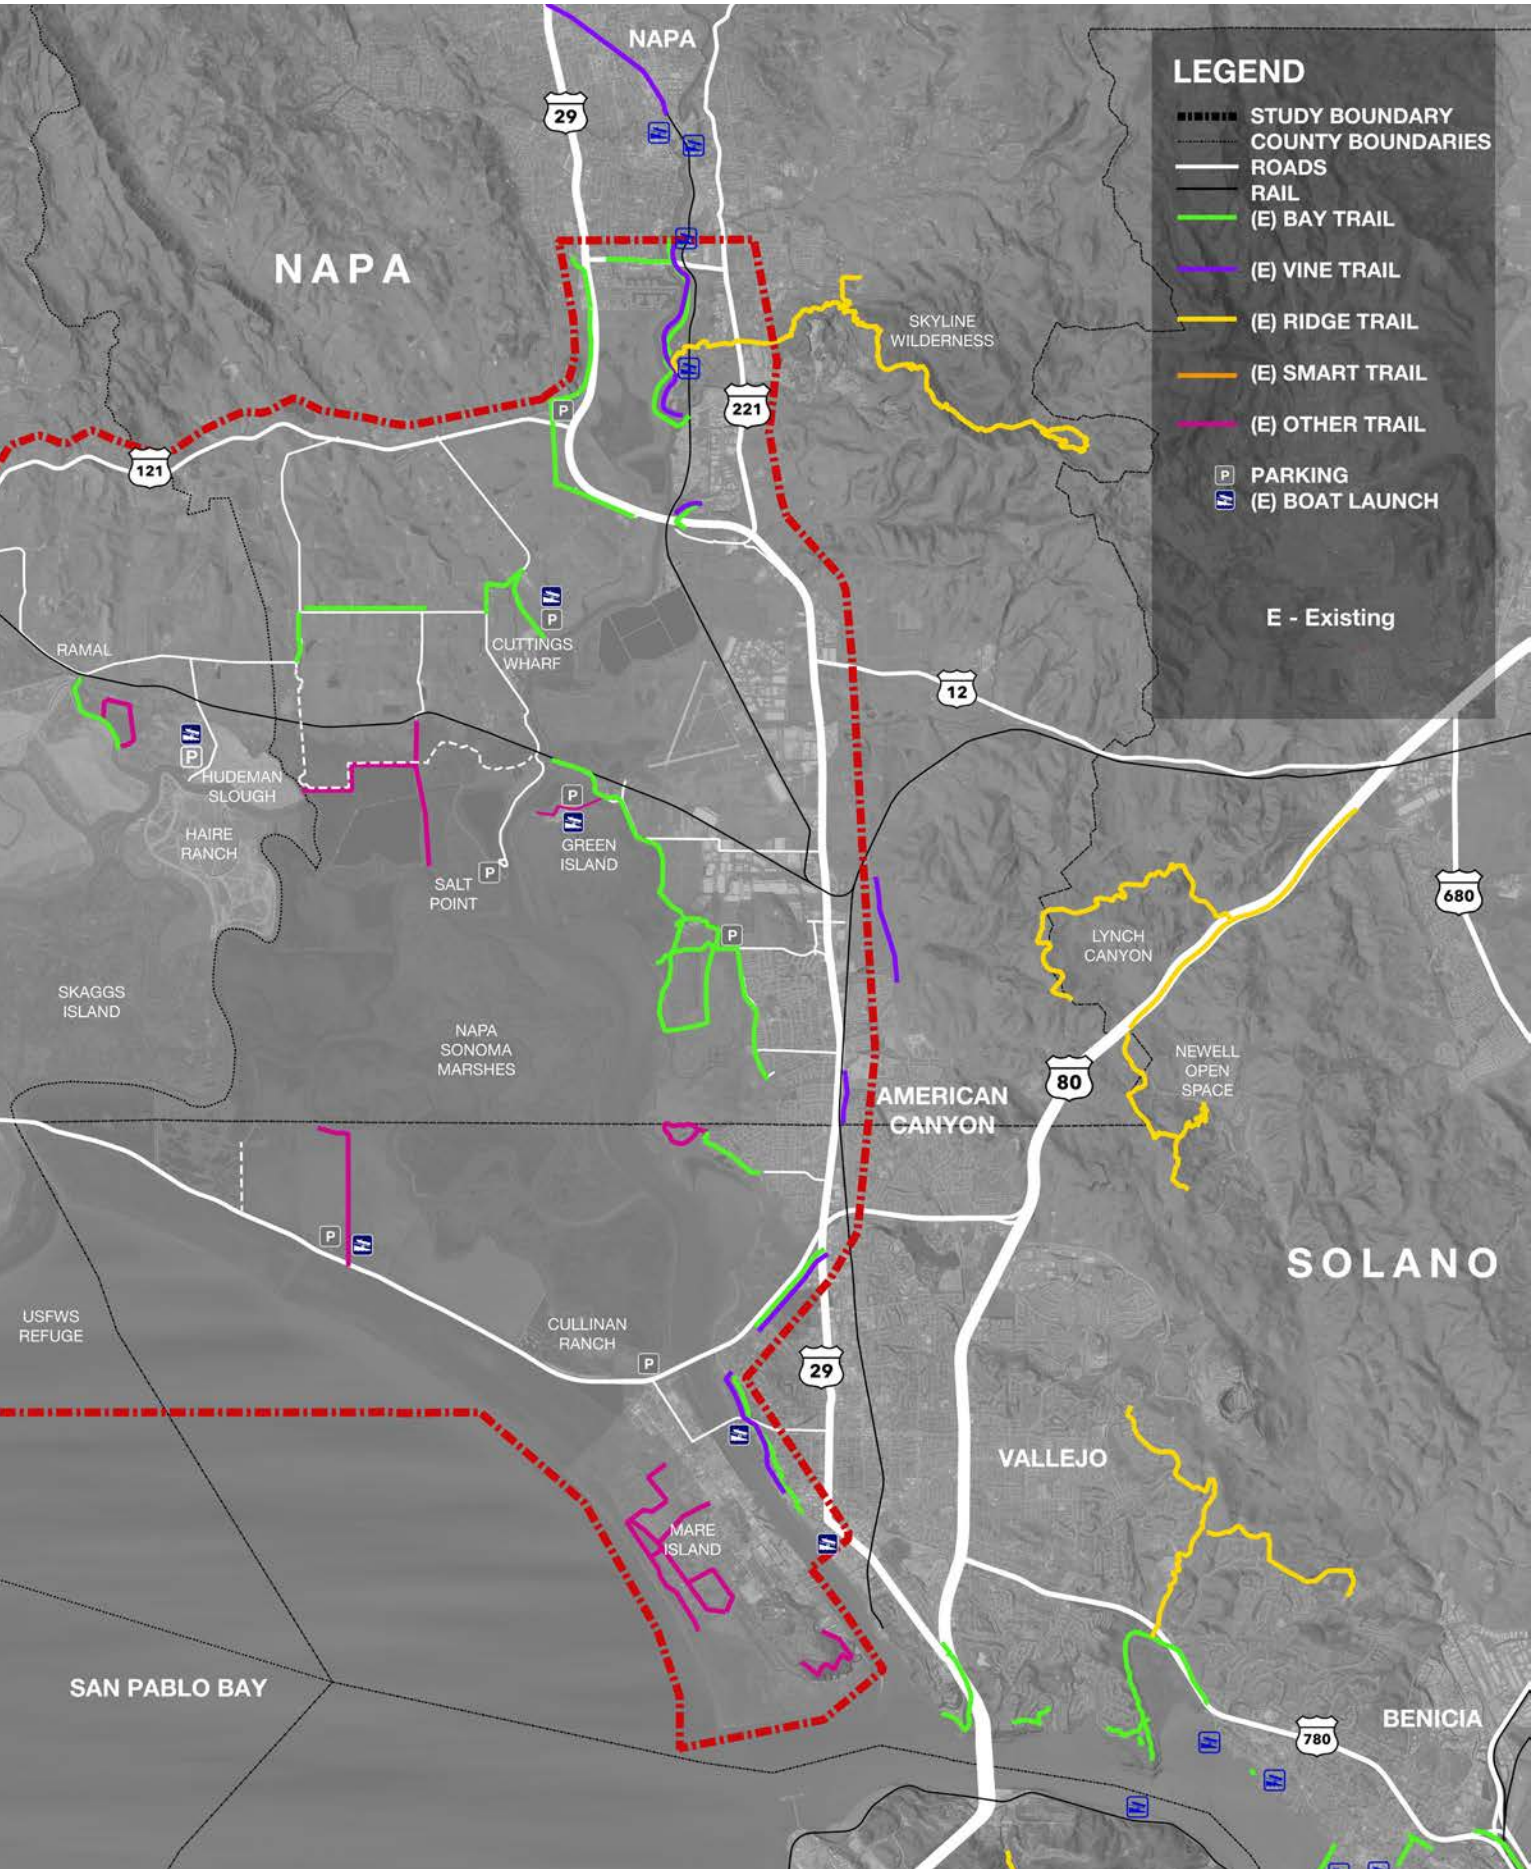 NAPA
LEGEND
STUDY BOUNDARY
COUNTY BOUNDARIES
ROADS
RAIL
(E) BAY TRAIL
(E) VINE TRAIL
(E) RIDGE TRAIL
(E) SMART TRAIL
(E) OTHER TRAIL
P PARKING
(E) BOAT LAUNCH
E - Existing
29
NAPA
SKYLINE
WILDERNESS
221
P
121
P
CUTTINGS
WHARF
RAMAL
12
P
HUDEMAN
SLOUGH
HAIRE
RANCH
P
GREEN
ISLAND
P
SALT
POINT
680
P
LYNCH
CANYON
SKAGGS
ISLAND
NAPA
SONOMA
MARSHES
NEWELL
OPEN
SPACE
80
AMERICAN
CANYON
P
SOLANO
USFWS
REFUGE
CULLINAN
RANCH
P
29
VALLEJO
MARE
ISLAND
SAN PABLO BAY
BENICIA
780